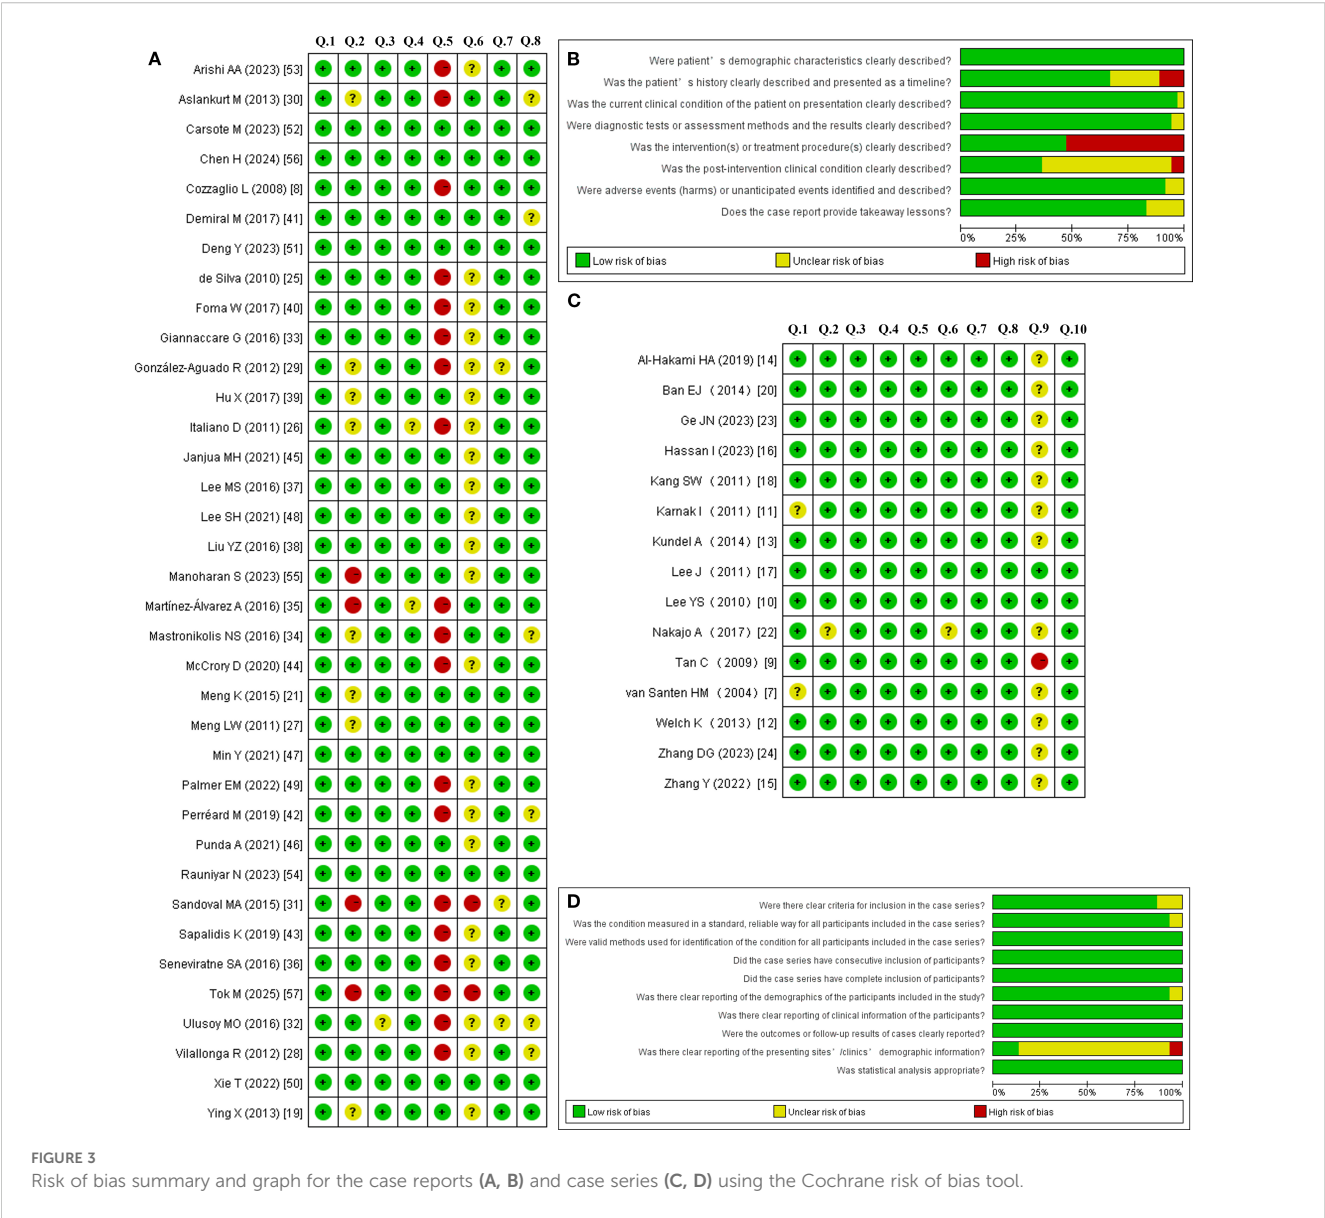 A
Q.1 Q.2 Q.3 Q.4 Q.5 Q.6 Q.7 Q.8
Arishi AA (2023) [53] + + + + - ? + +
Aslankurt M (2013) [30] + ? + + - + + ?
Carsote M (2023) [52] + + + + + + + +
Chen H (2024) [56] + + + + + + + +
Cozzaglio L (2008) [8] + + + + - + + +
Demiral M (2017) [41] + + + + + + + ?
Deng Y (2023) [51] + + + + + + + +
de Silva (2010) [25] + + + + - ? + +
Foma W (2017) [40] + + + + - ? + +
Giannaccare G (2016) [33] + + + + - ? + +
González-Aguado R (2012) [29] + ? + + - ? ? +
Hu X (2017) [39] + ? + + + ? + +
Italiano D (2011) [26] + ? + ? - ? + +
Janjua MH (2021) [45] + + + + + ? + +
Lee MS (2016) [37] + + + + + ? + +
Lee SH (2021) [48] + + + + + ? + +
Liu YZ (2016) [38] + + + + + ? + +
Manoharan S (2023) [55] + - + + + ? + +
Martínez-Álvarez A (2016) [35] + - + ? - + + +
Mastronikolis NS (2016) [34] + ? + + - ? + ?
McCrory D (2020) [44] + + + + - ? + +
Meng K (2015) [21] + ? + + + + + +
Meng LW (2011) [27] + ? + + + + + +
Min Y (2021) [47] + + + + + + + +
Palmer EM (2022) [49] + + + + - ? + +
Perréard M (2019) [42] + + + + - ? + ?
Punda A (2021) [46] + + + + + ? + +
Rauniyar N (2023) [54] + + + + + + + +
Sandoval MA (2015) [31] + - + + - - ? +
Sapalidis K (2019) [43] + + + + - ? + +
Seneviratne SA (2016) [36] + + + + - ? + +
Tok M (2025) [57] + - + + - - + +
Ulusoy MO (2016) [32] + + ? + - ? ? ?
Vilallonga R (2012) [28] + + + + - ? + ?
Xie T (2022) [50] + + + + + + + +
Ying X (2013) [19] + ? + + + ? + +
B
Were patient's demographic characteristics clearly described?
Was the patient's history clearly described and presented as a timeline?
Was the current clinical condition of the patient on presentation clearly described?
Were diagnostic tests or assessment methods and the results clearly described?
Was the intervention(s) or treatment procedure(s) clearly described?
Was the post-intervention clinical condition clearly described?
Were adverse events (harms) or unanticipated events identified and described?
Does the case report provide takeaway lessons?
0% 25% 50% 75% 100%
Low risk of bias Unclear risk of bias High risk of bias
C
Q.1 Q.2 Q.3 Q.4 Q.5 Q.6 Q.7 Q.8 Q.9 Q.10
Al-Hakami HA (2019) [14] + + + + + + + + ? +
Ban EJ (2014) [20] + + + + + + + + ? +
Ge JN (2023) [23] + + + + + + + + ? +
Hassan I (2023) [16] + + + + + + + + ? +
Kang SW (2011) [18] + + + + + + + + ? +
Karnak I (2011) [11] ? + + + + + + + ? +
Kundel A (2014) [13] + + + + + + + + ? +
Lee J (2011) [17] + + + + + + + + + +
Lee YS (2010) [10] + + + + + + + + + +
Nakajo A (2017) [22] + ? + + + ? + + ? +
Tan C (2009) [9] + + + + + + + + - +
van Santen HM (2004) [7] ? + + + + + + + ? +
Welch K (2013) [12] + + + + + + + + ? +
Zhang DG (2023) [24] + + + + + + + + ? +
Zhang Y (2022) [15] + + + + + + + + ? +
D
Were there clear criteria for inclusion in the case series?
Was the condition measured in a standard, reliable way for all participants included in the case series?
Were valid methods used for identification of the condition for all participants included in the case series?
Did the case series have consecutive inclusion of participants?
Did the case series have complete inclusion of participants?
Was there clear reporting of the demographics of the participants included in the study?
Was there clear reporting of clinical information of the participants?
Were the outcomes or follow-up results of cases clearly reported?
Was there clear reporting of the presenting sites'/clinics' demographic information?
Was statistical analysis appropriate?
0% 25% 50% 75% 100%
Low risk of bias Unclear risk of bias High risk of bias
FIGURE 3
Risk of bias summary and graph for the case reports (A, B) and case series (C, D) using the Cochrane risk of bias tool.